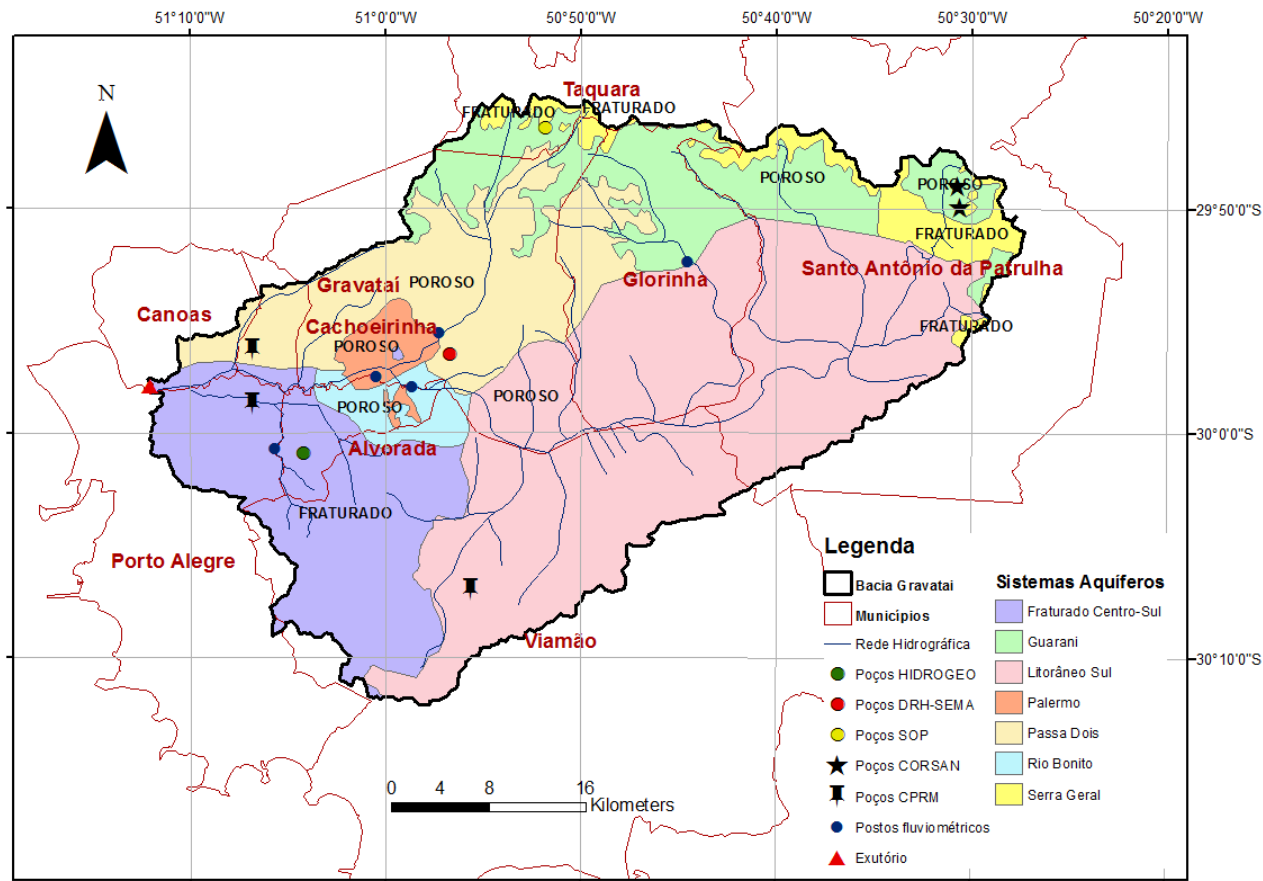 51°10'0"W 51°0'0"W 50°50'0"W 50°40'0"W 50°30'0"W 50°20'0"W
N
Taquara
FRATURADO
FRATURADO
POROSO
POROSO
29°50'0"S
FRATURADO
Santo Antônio da Patrulha
Glorinha
POROSO
Gravataí
Canoas
Cachoeirinha
FRATURADO
POROSO
POROSO
POROSO
30°0'0"S
Alvorada
FRATURADO
Porto Alegre
Viamão
30°10'0"S
0 4 8 16
Kilometers
Legenda
Bacia Gravatai
Municípios
Rede Hidrográfica
Poços HIDROGEO
Poços DRH-SEMA
Poços SOP
Poços CORSAN
Poços CPRM
Postos fluviométricos
Exutório
Sistemas Aquíferos
Fraturado Centro-Sul
Guarani
Litorâneo Sul
Palermo
Passa Dois
Rio Bonito
Serra Geral